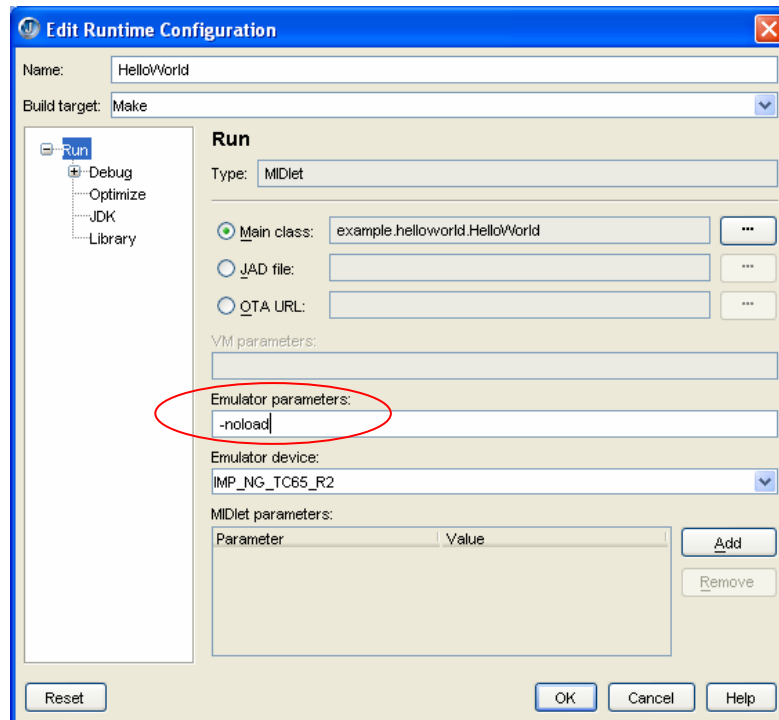 Edit Runtime Configuration
Name: HelloWorld
Build target: Make
Run
Debug
Optimize
JDK
Library
Run
Type: MIDlet
Main class: example.helloworld.HelloWorld ...
JAD file: ...
OTA URL: ...
VM parameters:
Emulator parameters:
-noload
Emulator device:
IMP_NG_TC65_R2
MIDlet parameters:
Parameter Value
Add
Remove
Reset OK Cancel Help